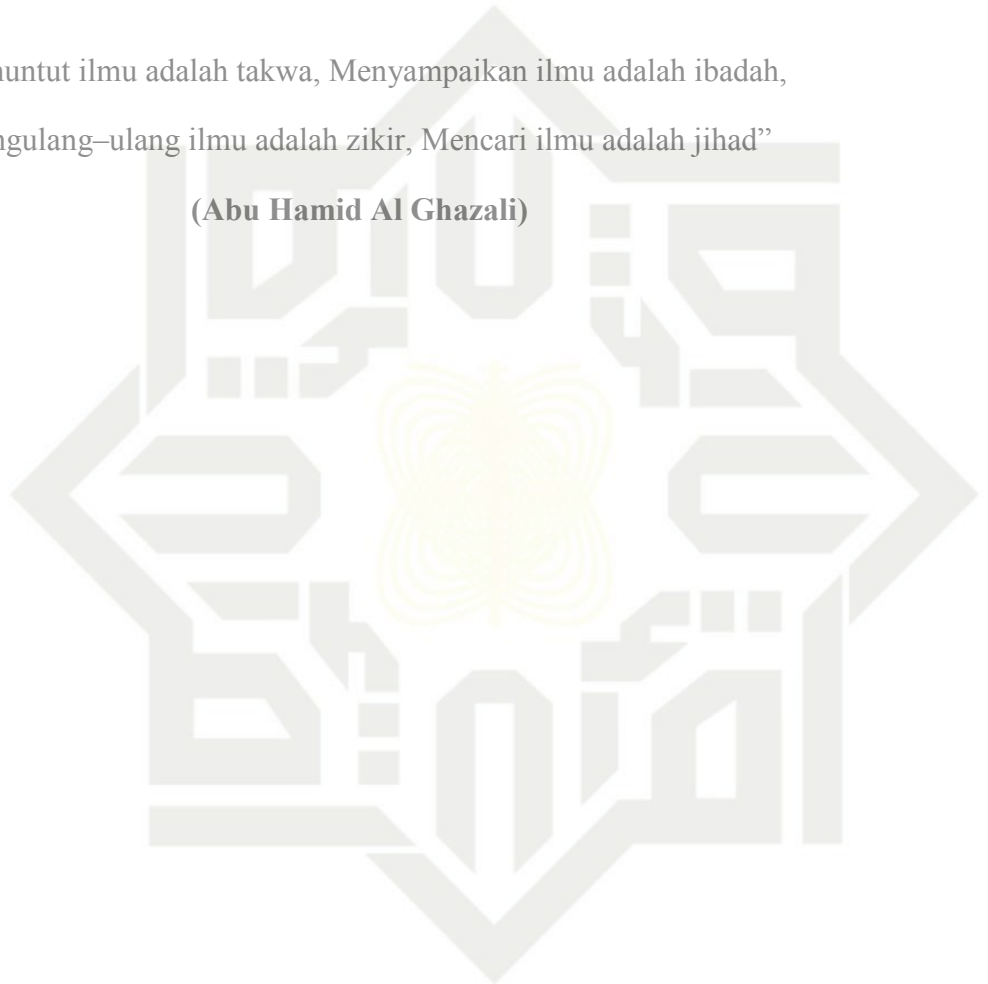 untut ilmu adalah takwa, Menyampaikan ilmu adalah ibadah,
ngulang–ulang ilmu adalah zikir, Mencari ilmu adalah jihad”
(Abu Hamid Al Ghazali)